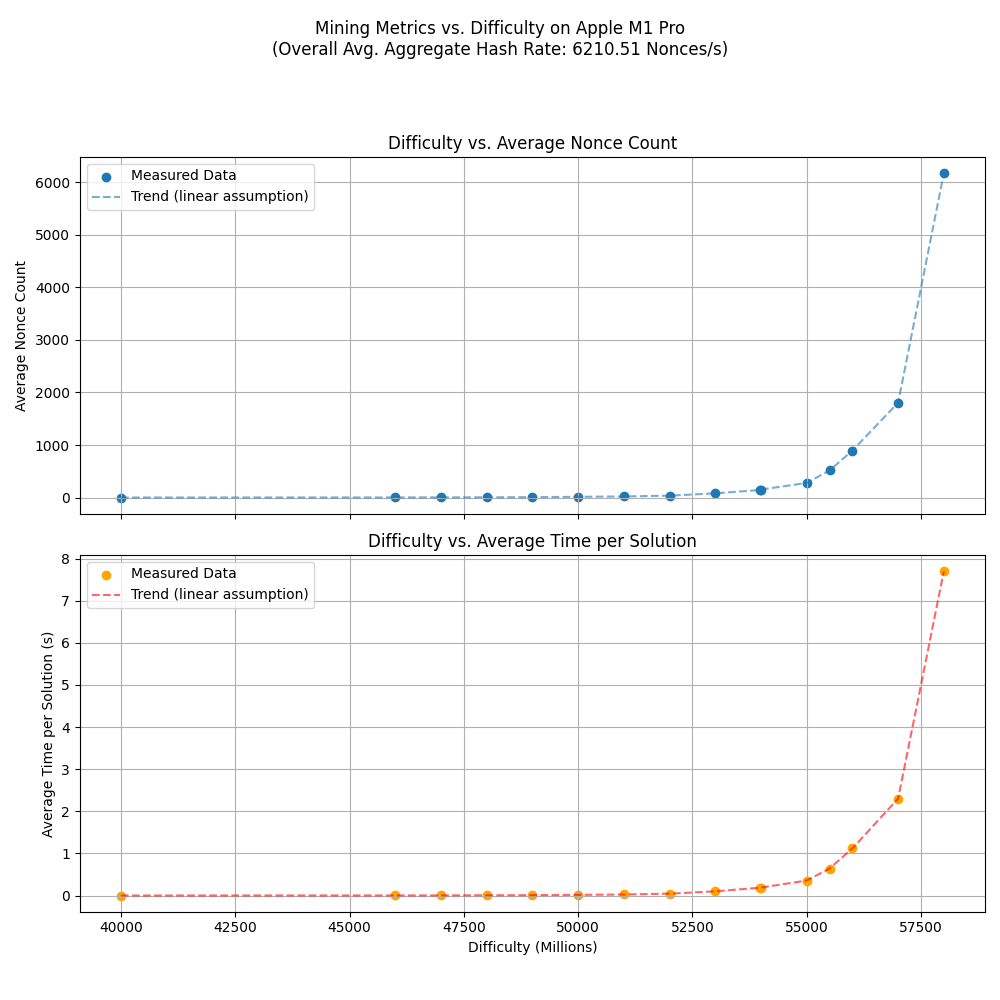 Mining Metrics vs. Difficulty on Apple M1 Pro
(Overall Avg. Aggregate Hash Rate: 6210.51 Nonces/s)
Difficulty vs. Average Nonce Count
Measured Data
Trend (linear assumption)
6000
5000
4000
3000
2000
1000
0
Average Nonce Count
Difficulty vs. Average Time per Solution
Measured Data
Trend (linear assumption)
8
7
6
5
4
3
2
1
0
Average Time per Solution (s)
40000
42500
45000
47500
50000
52500
55000
57500
Difficulty (Millions)